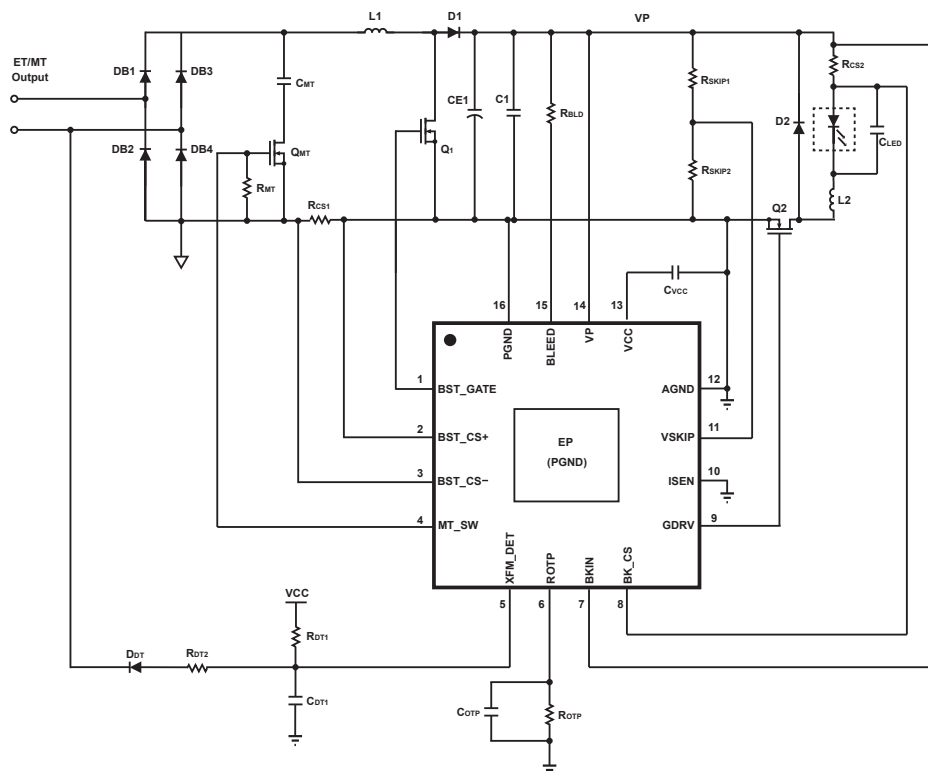 L1
D1
VP
ET/MT
Output
DB1
DB3
DB2
DB4
CMT
QMT
RMT
RCS1
Q1
CE1
C1
RBLD
RSKIP1
RSKIP2
D2
RCS2
CLED
L2
Q2
CVCC
16
15
14
13
PGND
BLEED
VP
VCC
1
BST_GATE
2
BST_CS+
3
BST_CS−
4
MT_SW
EP
(PGND)
12
AGND
11
VSKIP
10
ISEN
9
GDRV
XFM_DET
ROTP
BKIN
BK_CS
5
6
7
8
VCC
RDT1
DDT
RDT2
CDT1
COTP
ROTP